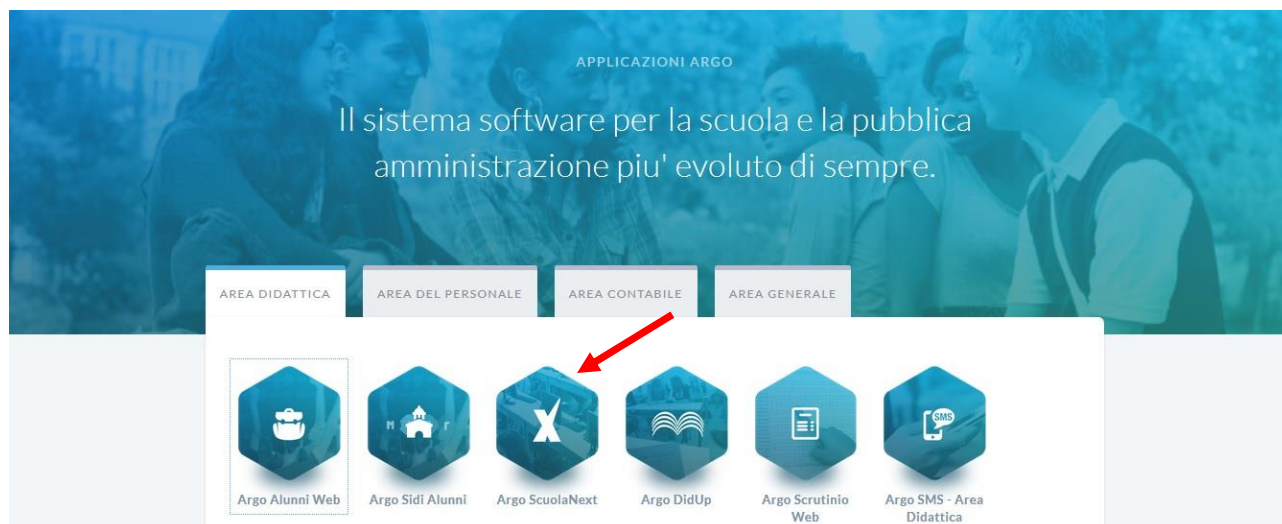 APPLICAZIONI ARGO
Il sistema software per la scuola e la pubblica
amministrazione piu' evoluto di sempre.
AREA DIDATTICA
AREA DEL PERSONALE
AREA CONTABILE
AREA GENERALE
SMS
Argo Alunni Web
Argo Sidi Alunni
Argo ScuolaNext
Argo DidUp
Argo Scrutinio
Web
Argo SMS - Area
Didattica